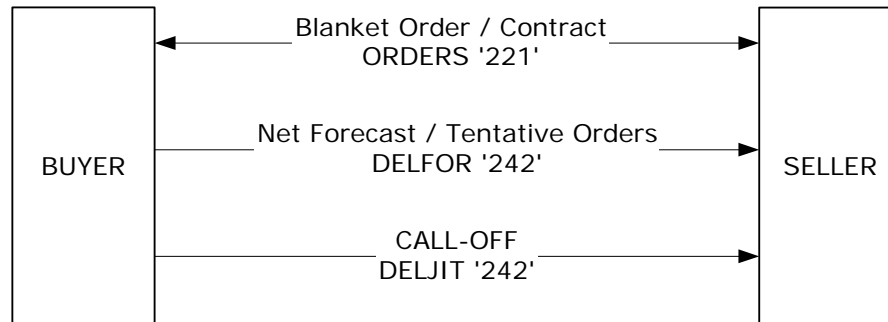 Blanket Order / Contract
ORDERS '221'
Net Forecast / Tentative Orders
DELFOR '242'
BUYER
SELLER
CALL-OFF
DELJIT '242'